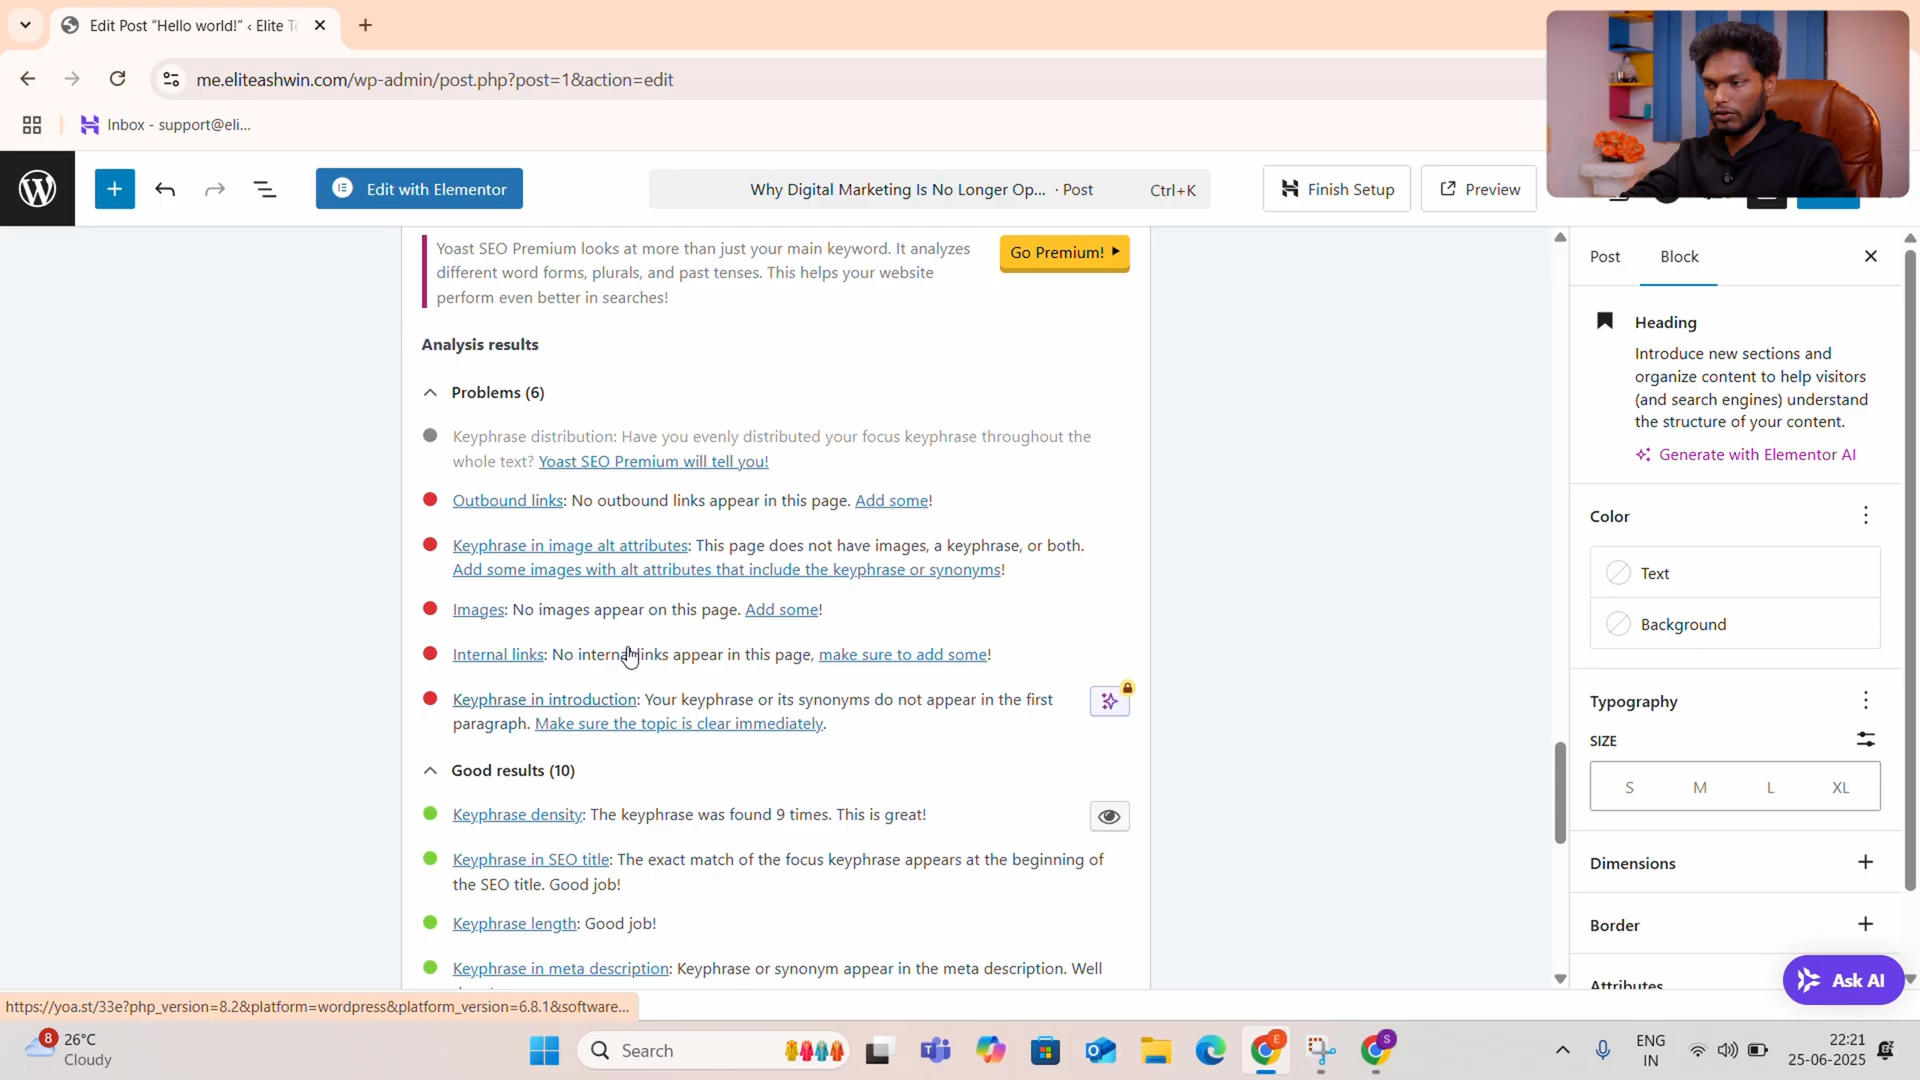 Edit Post “Hello world!” ‹ Elite Te
me.eliteashwin.com/wp-admin/post.php?post=1&action=edit
Inbox - support@eli...
Edit with Elementor
Why Digital Marketing Is No Longer Op... · Post
Ctrl+K
Finish Setup
Preview
Yoast SEO Premium looks at more than just your main keyword. It analyzes
different word forms, plurals, and past tenses. This helps your website
perform even better in searches!
Go Premium!
Analysis results
Problems (6)
Keyphrase distribution: Have you evenly distributed your focus keyphrase throughout the
whole text? Yoast SEO Premium will tell you!
Outbound links: No outbound links appear in this page. Add some!
Keyphrase in image alt attributes: This page does not have images, a keyphrase, or both.
Add some images with alt attributes that include the keyphrase or synonyms!
Images: No images appear on this page. Add some!
Internal links: No internal links appear in this page, make sure to add some!
Keyphrase in introduction: Your keyphrase or its synonyms do not appear in the first
paragraph. Make sure the topic is clear immediately.
Good results (10)
Keyphrase density: The keyphrase was found 9 times. This is great!
Keyphrase in SEO title: The exact match of the focus keyphrase appears at the beginning of
the SEO title. Good job!
Keyphrase length: Good job!
Keyphrase in meta description: Keyphrase or synonym appear in the meta description. Well
Post
Block
Heading
Introduce new sections and
organize content to help visitors
(and search engines) understand
the structure of your content.
Generate with Elementor AI
Color
Text
Background
Typography
SIZE
S M L XL
Dimensions
Border
Attributes
Ask AI
https://yoa.st/33e?php_version=8.2&platform=wordpress&platform_version=6.8.1&software...
8
26°C
Cloudy
Search
E
S
ENG
IN
22:21
25-06-2025